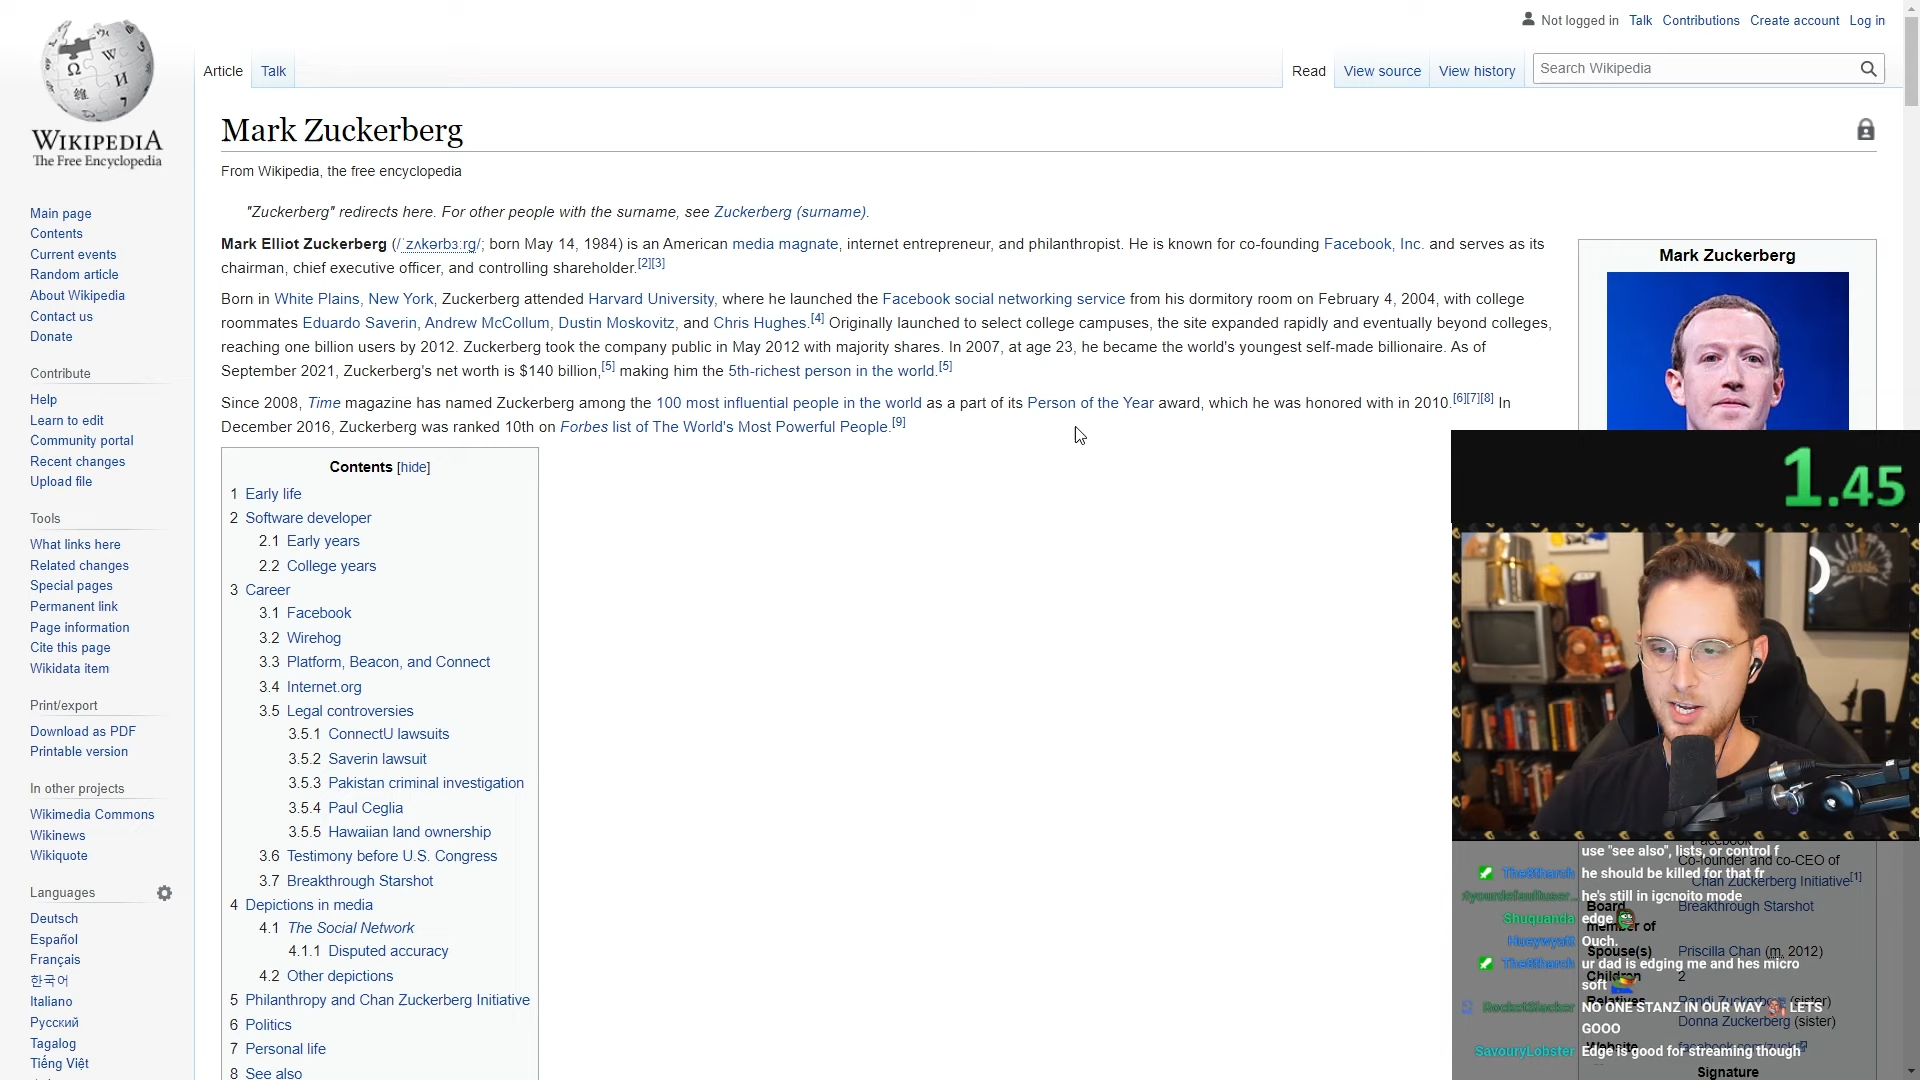 Not logged in Talk Contributions Create account Log in
Article Talk
Read View source View history Search Wikipedia
WIKIPEDIA
The Free Encyclopedia
Main page
Contents
Current events
Random article
About Wikipedia
Contact us
Donate
Contribute
Help
Learn to edit
Community portal
Recent changes
Upload file
Tools
What links here
Related changes
Special pages
Permanent link
Page information
Cite this page
Wikidata item
Print/export
Download as PDF
Printable version
In other projects
Wikimedia Commons
Wikinews
Wikiquote
Languages
Deutsch
Español
Français
한국어
Italiano
Русский
Tagalog
Tiếng Việt
Mark Zuckerberg
From Wikipedia, the free encyclopedia
"Zuckerberg" redirects here. For other people with the surname, see Zuckerberg (surname).
Mark Elliot Zuckerberg (/ˈzʌkərbɜːrɡ/; born May 14, 1984) is an American media magnate, internet entrepreneur, and philanthropist. He is known for co-founding Facebook, Inc. and serves as its
chairman, chief executive officer, and controlling shareholder.[2][3]
Born in White Plains, New York, Zuckerberg attended Harvard University, where he launched the Facebook social networking service from his dormitory room on February 4, 2004, with college
roommates Eduardo Saverin, Andrew McCollum, Dustin Moskovitz, and Chris Hughes.[4] Originally launched to select college campuses, the site expanded rapidly and eventually beyond colleges,
reaching one billion users by 2012. Zuckerberg took the company public in May 2012 with majority shares. In 2007, at age 23, he became the world's youngest self-made billionaire. As of
September 2021, Zuckerberg's net worth is $140 billion,[5] making him the 5th-richest person in the world.[5]
Since 2008, Time magazine has named Zuckerberg among the 100 most influential people in the world as a part of its Person of the Year award, which he was honored with in 2010.[6][7][8] In
December 2016, Zuckerberg was ranked 10th on Forbes list of The World's Most Powerful People.[9]
Contents [hide]
1 Early life
2 Software developer
2.1 Early years
2.2 College years
3 Career
3.1 Facebook
3.2 Wirehog
3.3 Platform, Beacon, and Connect
3.4 Internet.org
3.5 Legal controversies
3.5.1 ConnectU lawsuits
3.5.2 Saverin lawsuit
3.5.3 Pakistan criminal investigation
3.5.4 Paul Ceglia
3.5.5 Hawaiian land ownership
3.6 Testimony before U.S. Congress
3.7 Breakthrough Starshot
4 Depictions in media
4.1 The Social Network
4.1.1 Disputed accuracy
4.2 Other depictions
5 Philanthropy and Chan Zuckerberg Initiative
6 Politics
7 Personal life
8 See also
Mark Zuckerberg
1.45
Facebook
Co-founder and co-CEO of
Chan Zuckerberg Initiative[1]
Board member of Breakthrough Starshot
Spouse(s) Priscilla Chan (m. 2012)
Children 2
Relatives Randi Zuckerberg (sister)
Donna Zuckerberg (sister)
Website facebook.com/zuck
Signature
use "see also", lists, or control f
he should be killed for that fr
he's still in igcnoito mode
Shuquanda edge
Ouch.
ur dad is edging me and hes micro
soft
RocketSlacker NO ONE STANZ IN OUR WAY LETS
GOOO
SavouryLobster Edge is good for streaming though